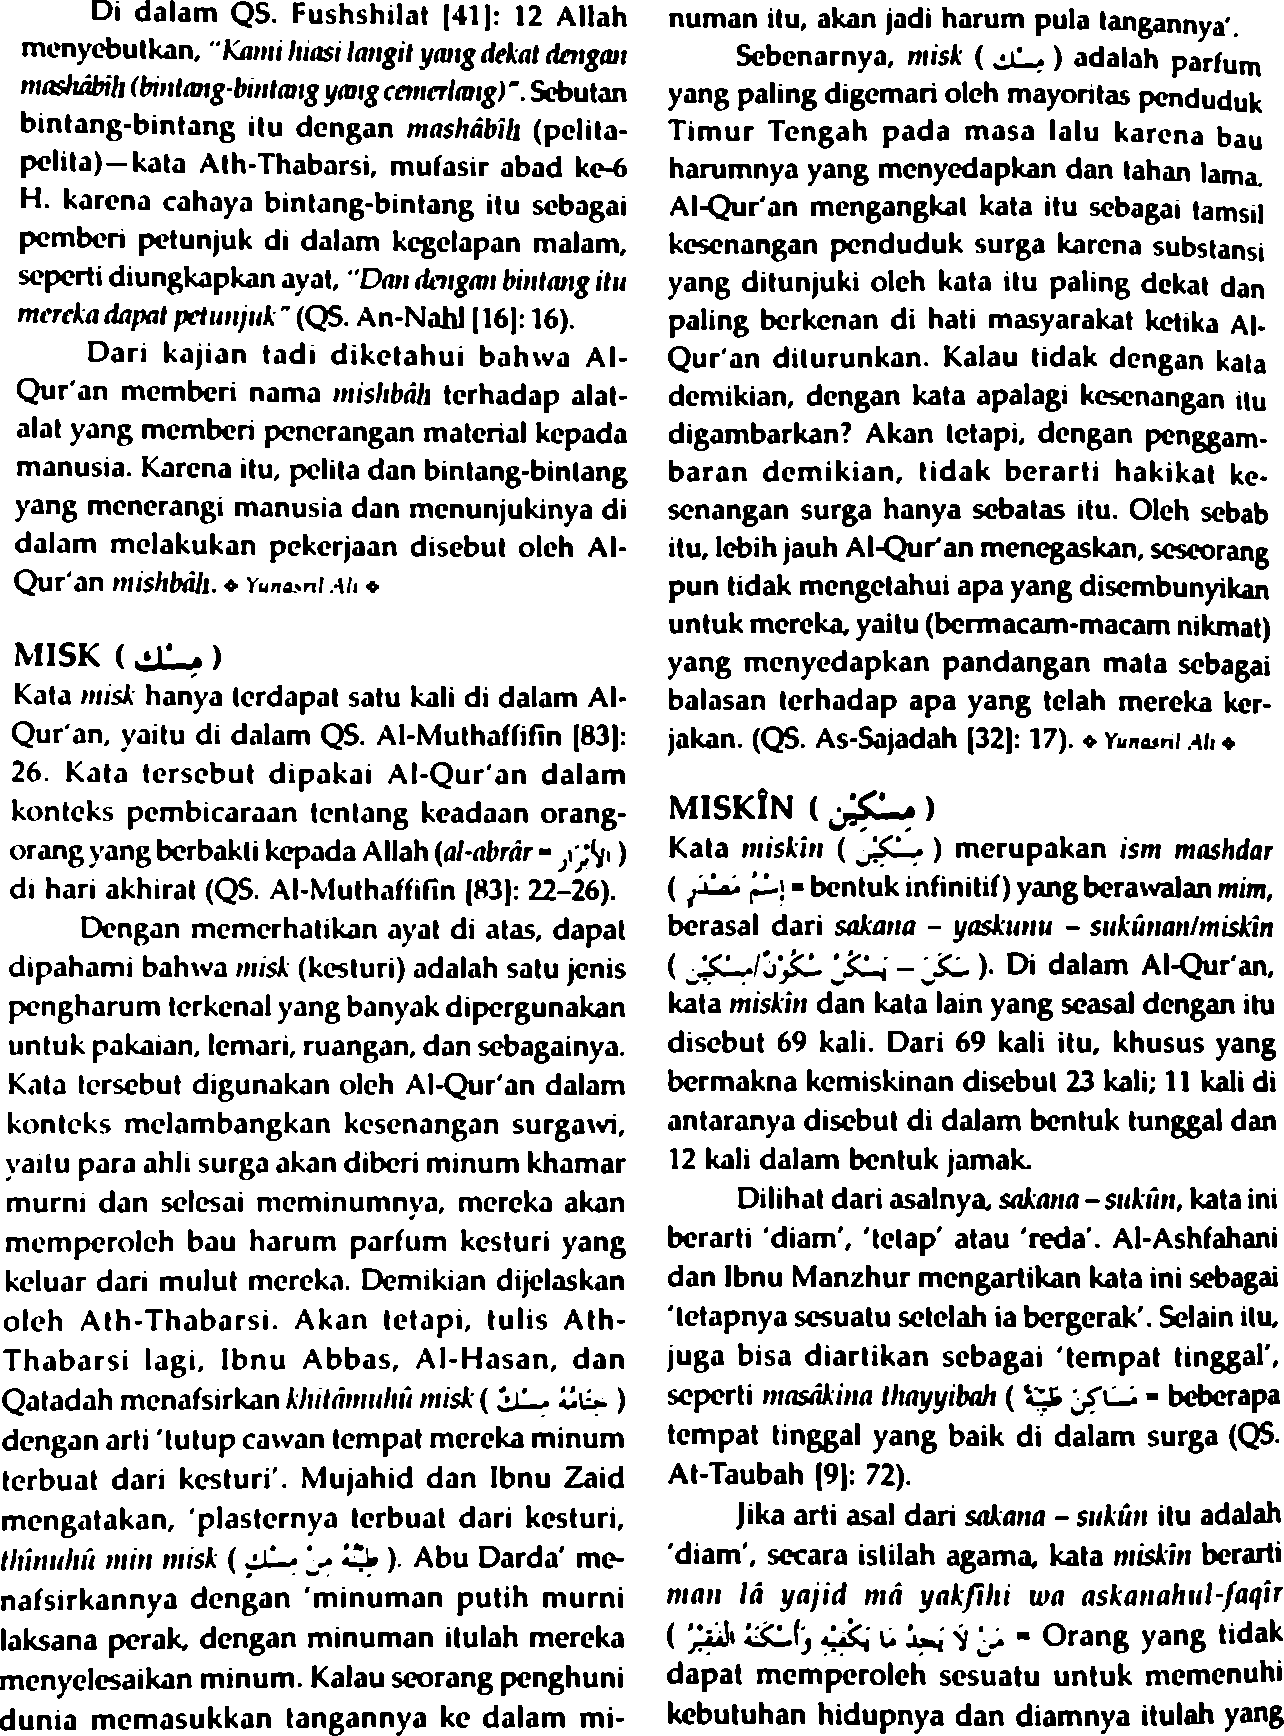 Di dalam QS. Fushshilat [41]: 12 Allah
menyebutkan, "Kami hiasi langit yang dekat dengan
mashâbîh (bintang-bintang yang cemerlang)". Sebutan
bintang-bintang itu dengan mashâbîh (pelita-
pelita)—kata Ath-Thabarsi, mufasir abad ke-6
H. karena cahaya bintang-bintang itu sebagai
pemberi petunjuk di dalam kegelapan malam,
seperti diungkapkan ayat, "Dan dengan bintang itu
mereka dapat petunjuk" (QS. An-Nahl [16]: 16).
Dari kajian tadi diketahui bahwa Al-
Qur'an memberi nama mishbâh terhadap alat-
alat yang memberi penerangan material kepada
manusia. Karena itu, pelita dan bintang-bintang
yang menerangi manusia dan menunjukinya di
dalam melakukan pekerjaan disebut oleh Al-
Qur'an mishbâh. ❖ Yunasril Ali ❖
MISK ( مِسْك )
Kata misk hanya terdapat satu kali di dalam Al-
Qur'an, yaitu di dalam QS. Al-Muthaffifin [83]:
26. Kata tersebut dipakai Al-Qur'an dalam
konteks pembicaraan tentang keadaan orang-
orang yang berbakti kepada Allah (al-abrâr = الأَبْرَار )
di hari akhirat (QS. Al-Muthaffifin [83]: 22–26).
Dengan memerhatikan ayat di atas, dapat
dipahami bahwa misk (kesturi) adalah satu jenis
pengharum terkenal yang banyak dipergunakan
untuk pakaian, lemari, ruangan, dan sebagainya.
Kata tersebut digunakan oleh Al-Qur'an dalam
konteks melambangkan kesenangan surgawi,
yaitu para ahli surga akan diberi minum khamar
murni dan selesai meminumnya, mereka akan
memperoleh bau harum parfum kesturi yang
keluar dari mulut mereka. Demikian dijelaskan
oleh Ath-Thabarsi. Akan tetapi, tulis Ath-
Thabarsi lagi, Ibnu Abbas, Al-Hasan, dan
Qatadah menafsirkan khitâmuhû misk ( خِتَامُهُ مِسْكٌ )
dengan arti 'tutup cawan tempat mereka minum
terbuat dari kesturi'. Mujahid dan Ibnu Zaid
mengatakan, 'plasternya terbuat dari kesturi,
thînuhû min misk ( طِيْنُهُ مِنْ مِسْكٍ ). Abu Darda' me-
nafsirkannya dengan 'minuman putih murni
laksana perak, dengan minuman itulah mereka
menyelesaikan minum. Kalau seorang penghuni
dunia memasukkan tangannya ke dalam mi-
numan itu, akan jadi harum pula tangannya'.
Sebenarnya, misk ( مِسْك ) adalah parfum
yang paling digemari oleh mayoritas penduduk
Timur Tengah pada masa lalu karena bau
harumnya yang menyedapkan dan tahan lama.
Al-Qur'an mengangkat kata itu sebagai tamsil
kesenangan penduduk surga karena substansi
yang ditunjuki oleh kata itu paling dekat dan
paling berkenan di hati masyarakat ketika Al-
Qur'an diturunkan. Kalau tidak dengan kata
demikian, dengan kata apalagi kesenangan itu
digambarkan? Akan tetapi, dengan penggam-
baran demikian, tidak berarti hakikat ke-
senangan surga hanya sebatas itu. Oleh sebab
itu, lebih jauh Al-Qur'an menegaskan, seseorang
pun tidak mengetahui apa yang disembunyikan
untuk mereka, yaitu (bermacam-macam nikmat)
yang menyedapkan pandangan mata sebagai
balasan terhadap apa yang telah mereka ker-
jakan. (QS. As-Sajadah [32]: 17). ❖ Yunasril Ali ❖
MISKÎN ( مِسْكِيْن )
Kata miskîn ( مِسْكِيْن ) merupakan ism mashdar
( اِسْمُ مَصْدَر = bentuk infinitif) yang berawalan mim,
berasal dari sakana – yaskunu – sukûnan/miskîn
( سَكَنَ – يَسْكُنُ سُكُوْنًا/مِسْكِيْن ). Di dalam Al-Qur'an,
kata miskîn dan kata lain yang seasal dengan itu
disebut 69 kali. Dari 69 kali itu, khusus yang
bermakna kemiskinan disebut 23 kali; 11 kali di
antaranya disebut di dalam bentuk tunggal dan
12 kali dalam bentuk jamak.
Dilihat dari asalnya, sakana – sukûn, kata ini
berarti 'diam', 'tetap' atau 'reda'. Al-Ashfahani
dan Ibnu Manzhur mengartikan kata ini sebagai
'tetapnya sesuatu setelah ia bergerak'. Selain itu,
juga bisa diartikan sebagai 'tempat tinggal',
seperti masâkina thayyibah ( مَسَاكِنَ طَيِّبَةً = beberapa
tempat tinggal yang baik di dalam surga (QS.
At-Taubah [9]: 72).
Jika arti asal dari sakana – sukûn itu adalah
'diam', secara istilah agama, kata miskîn berarti
man lâ yajid mâ yakfîhi wa askanahul-faqîr
( مَنْ لَا يَجِدُ مَا يَكْفِيْهِ وَأَسْكَنَهُ الْفَقِيْرُ = Orang yang tidak
dapat memperoleh sesuatu untuk memenuhi
kebutuhan hidupnya dan diamnya itulah yang